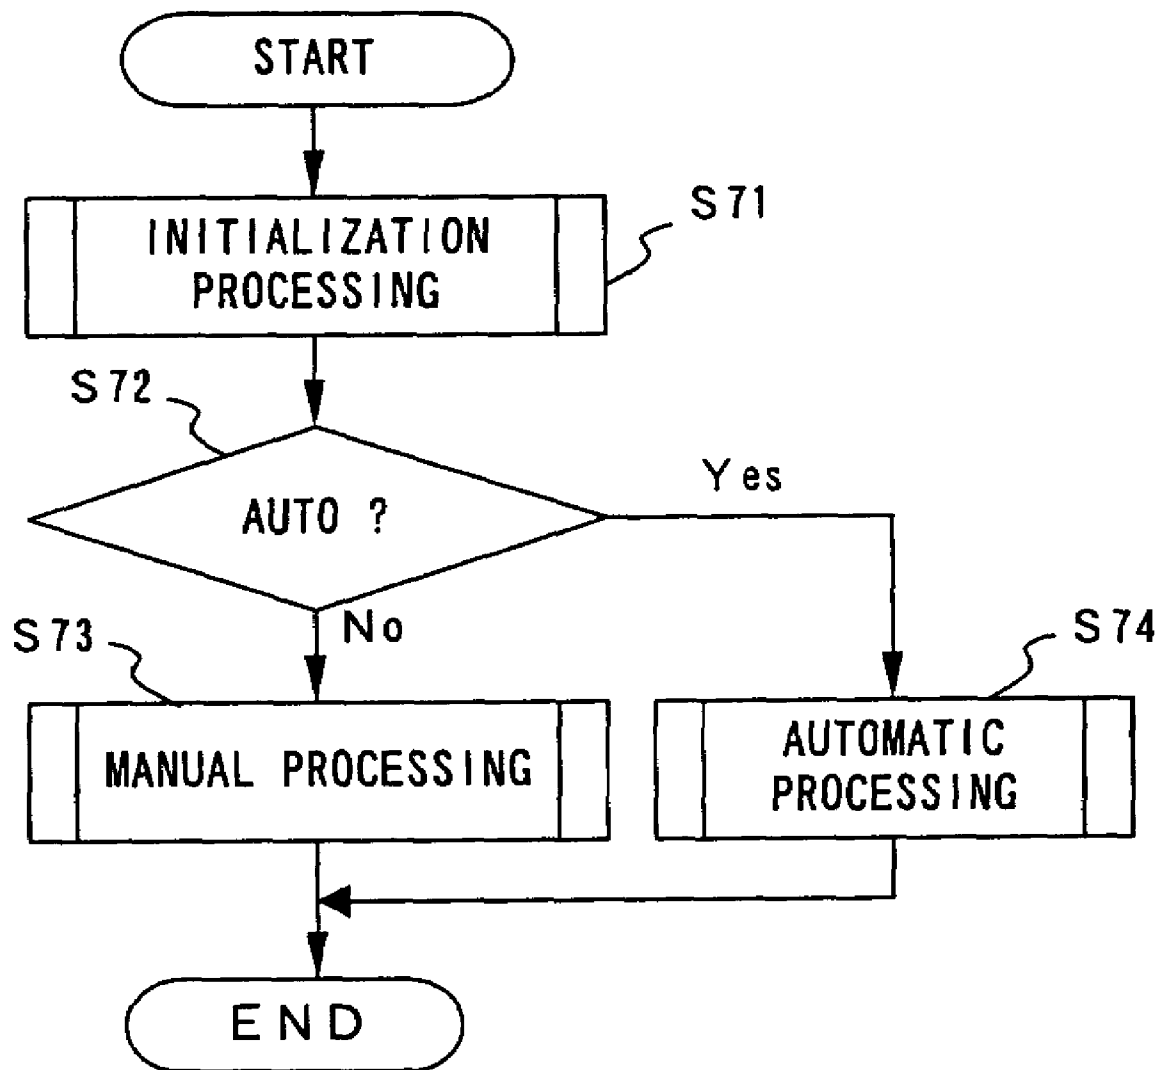 START
S71
INITIALIZATION
PROCESSING
S72
AUTO ?
Yes
No
S73
MANUAL PROCESSING
S74
AUTOMATIC
PROCESSING
END